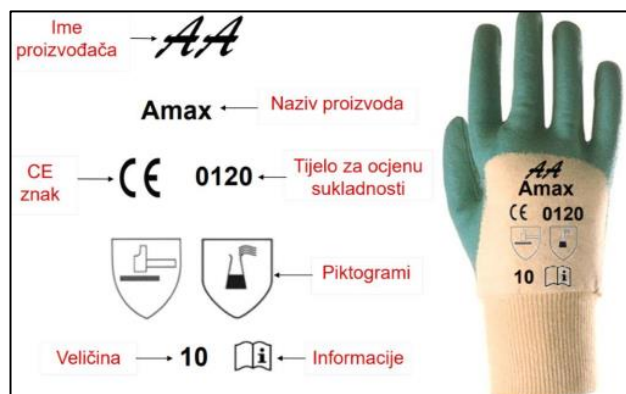 Ime
proizvođača
AA
Amax
Naziv proizvoda
CE
znak
CE
0120
Tijelo za ocjenu
sukladnosti
Piktogrami
Veličina
10
i
Informacije
AA
Amax
CE 0120
10 i